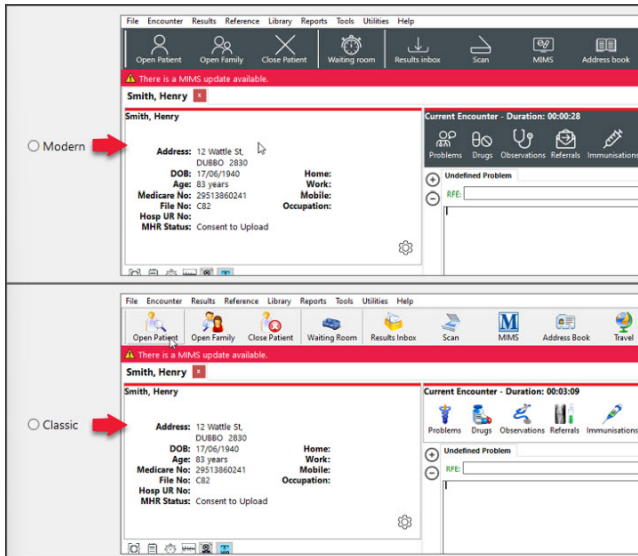 File Encounter Results Reference Library Reports Tools Utilities Help
Open Patient Open Family Close Patient Waiting room Results inbox Scan MIMS Address book
There is a MIMS update available.
Smith, Henry x
Smith, Henry
Current Encounter - Duration: 00:00:28
Problems Drugs Observations Referrals Immunisations
Undefined Problem
RFE:
Modern
Address: 12 Wattle St,
DUBBO 2830
DOB: 17/06/1940 Home:
Age: 83 years Work:
Medicare No: 29513860241 Mobile:
File No: C82 Occupation:
Hosp UR No:
MHR Status: Consent to Upload
File Encounter Results Reference Library Reports Tools Utilities Help
Open Patient Open Family Close Patient Waiting Room Results Inbox Scan M MIMS Address Book Travel
There is a MIMS update available.
Smith, Henry x
Smith, Henry
Current Encounter - Duration: 00:03:09
Problems Drugs Observations Referrals Immunisations
Undefined Problem
RFE:
Classic
Address: 12 Wattle St,
DUBBO 2830
DOB: 17/06/1940 Home:
Age: 83 years Work:
Medicare No: 29513860241 Mobile:
File No: C82 Occupation:
Hosp UR No:
MHR Status: Consent to Upload